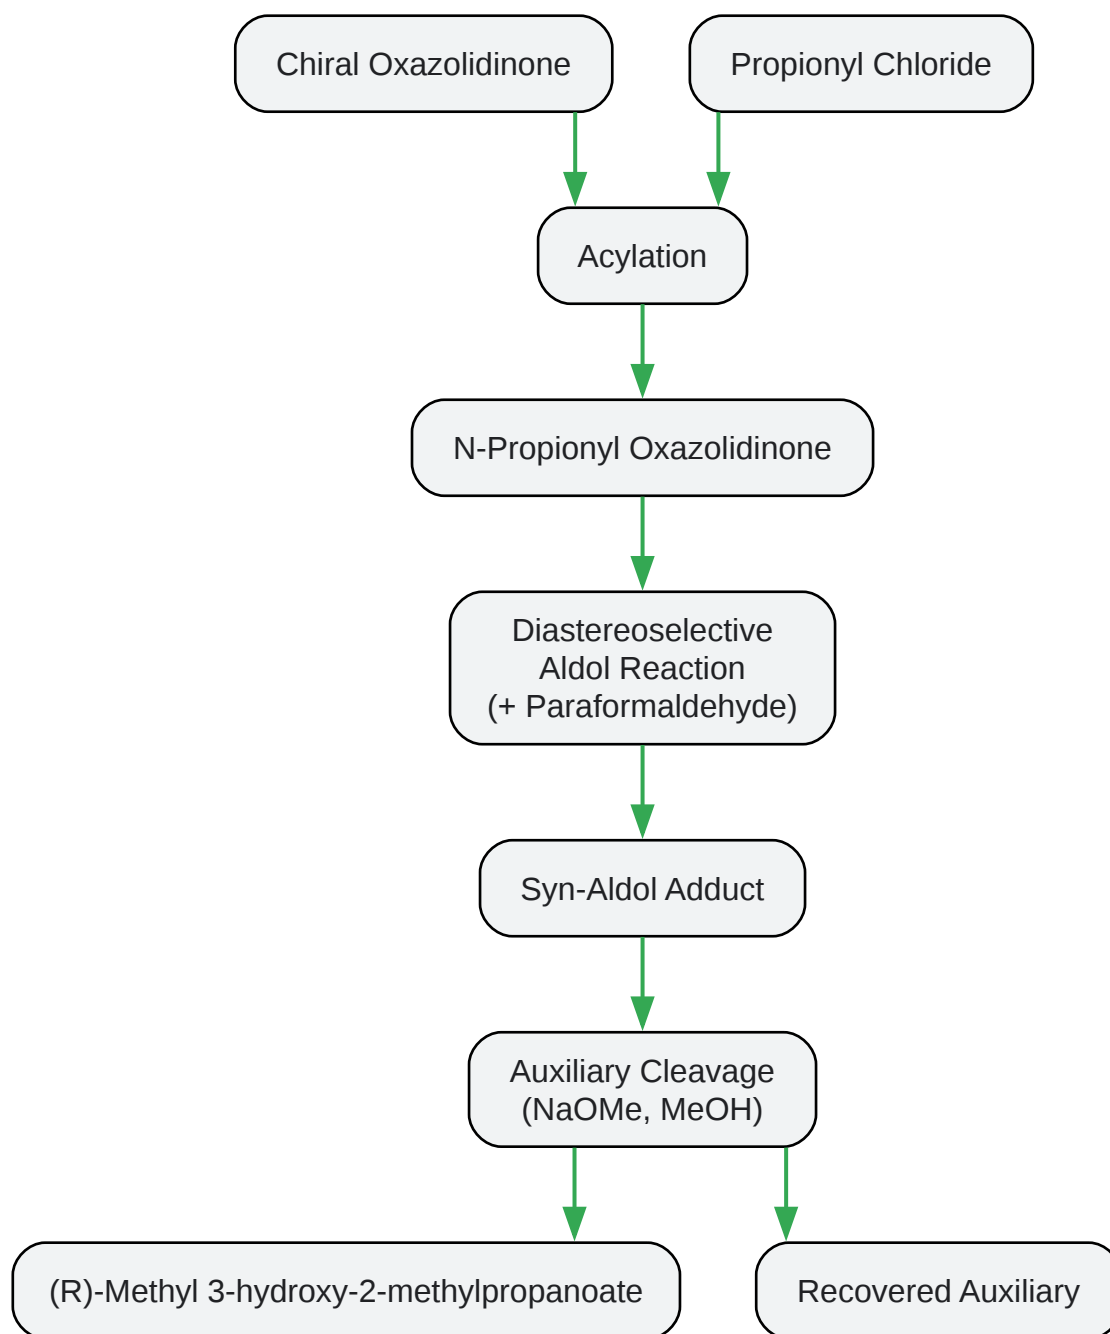 Chiral Oxazolidinone
Propionyl Chloride
Acylation
N-Propionyl Oxazolidinone
Diastereoselective
Aldol Reaction
(+ Paraformaldehyde)
Syn-Aldol Adduct
Auxiliary Cleavage
(NaOMe, MeOH)
(R)-Methyl 3-hydroxy-2-methylpropanoate
Recovered Auxiliary